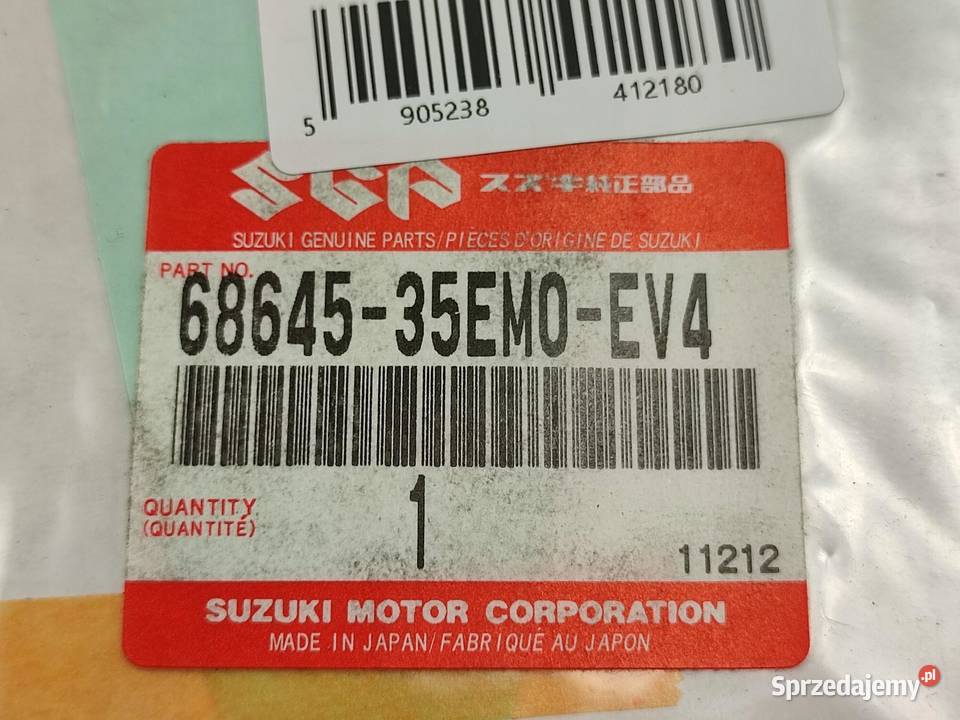 5 905238 412180
SGP スズキ純正部品
SUZUKI GENUINE PARTS/PIÈCES D'ORIGINE DE SUZUKI
PART NO.
68645-35EM0-EV4
QUANTITY 1
(QUANTITÉ)
11212
SUZUKI MOTOR CORPORATION
MADE IN JAPAN/FABRIQUÉ AU JAPON
Sprzedajemy.pl